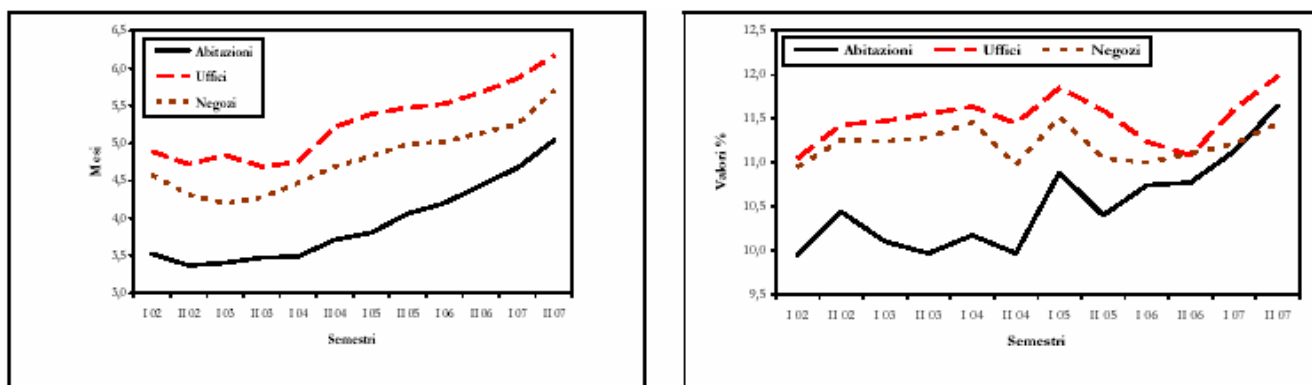 6,5
6,0
5,5
5,0
4,5
4,0
3,5
3,0
Mesi
Abitazioni
Uffici
Negozi
I 02 II 02 I 03 II 03 I 04 II 04 I 05 II 05 I 06 II 06 I 07 II 07
Semestri
12,5
12,0
11,5
11,0
10,5
10,0
9,5
Valori %
Abitazioni Uffici Negozi
I 02 II 02 I 03 II 03 I 04 II 04 I 05 II 05 I 06 II 06 I 07 II 07
Semestri